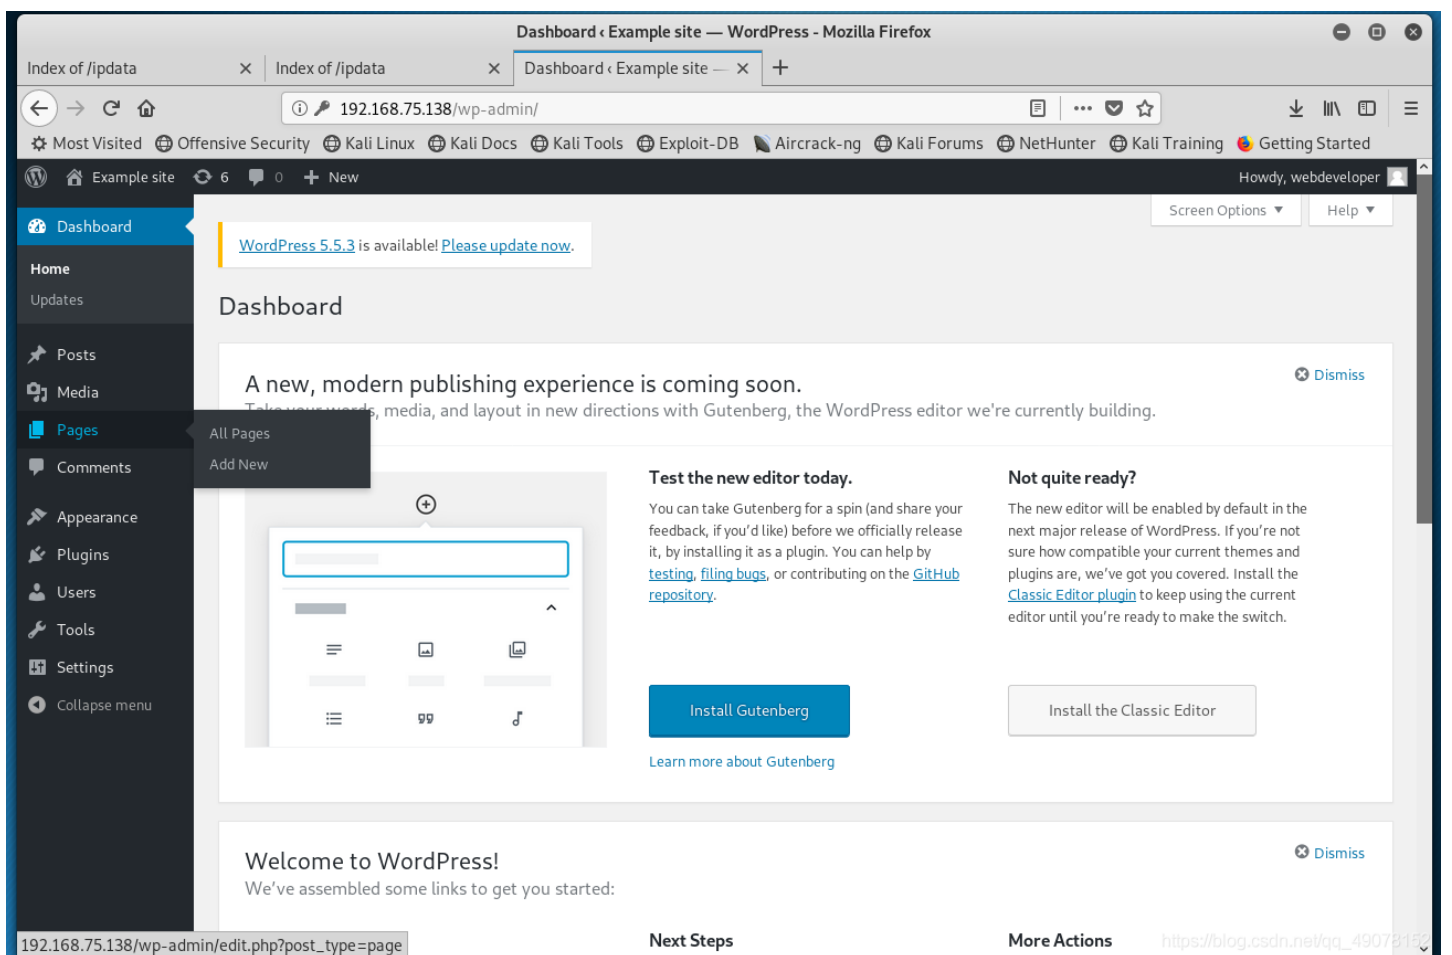 Dashboard ‹ Example site — WordPress - Mozilla Firefox
Index of /ipdata
Index of /ipdata
Dashboard ‹ Example site —
192.168.75.138/wp-admin/
Most Visited Offensive Security Kali Linux Kali Docs Kali Tools Exploit-DB Aircrack-ng Kali Forums NetHunter Kali Training Getting Started
Example site 6 0 New Howdy, webdeveloper
Screen Options Help
Dashboard
Home
Updates
Posts
Media
Pages
All Pages
Add New
Comments
Appearance
Plugins
Users
Tools
Settings
Collapse menu
WordPress 5.5.3 is available! Please update now.
Dashboard
A new, modern publishing experience is coming soon.
Dismiss
Take your words, media, and layout in new directions with Gutenberg, the WordPress editor we're currently building.
Test the new editor today.
You can take Gutenberg for a spin (and share your
feedback, if you'd like) before we officially release
it, by installing it as a plugin. You can help by
testing, filing bugs, or contributing on the GitHub
repository.
Install Gutenberg
Learn more about Gutenberg
Not quite ready?
The new editor will be enabled by default in the
next major release of WordPress. If you're not
sure how compatible your current themes and
plugins are, we've got you covered. Install the
Classic Editor plugin to keep using the current
editor until you're ready to make the switch.
Install the Classic Editor
Welcome to WordPress!
Dismiss
We've assembled some links to get you started:
Next Steps
More Actions
192.168.75.138/wp-admin/edit.php?post_type=page
https://blog.csdn.net/qq_49078152